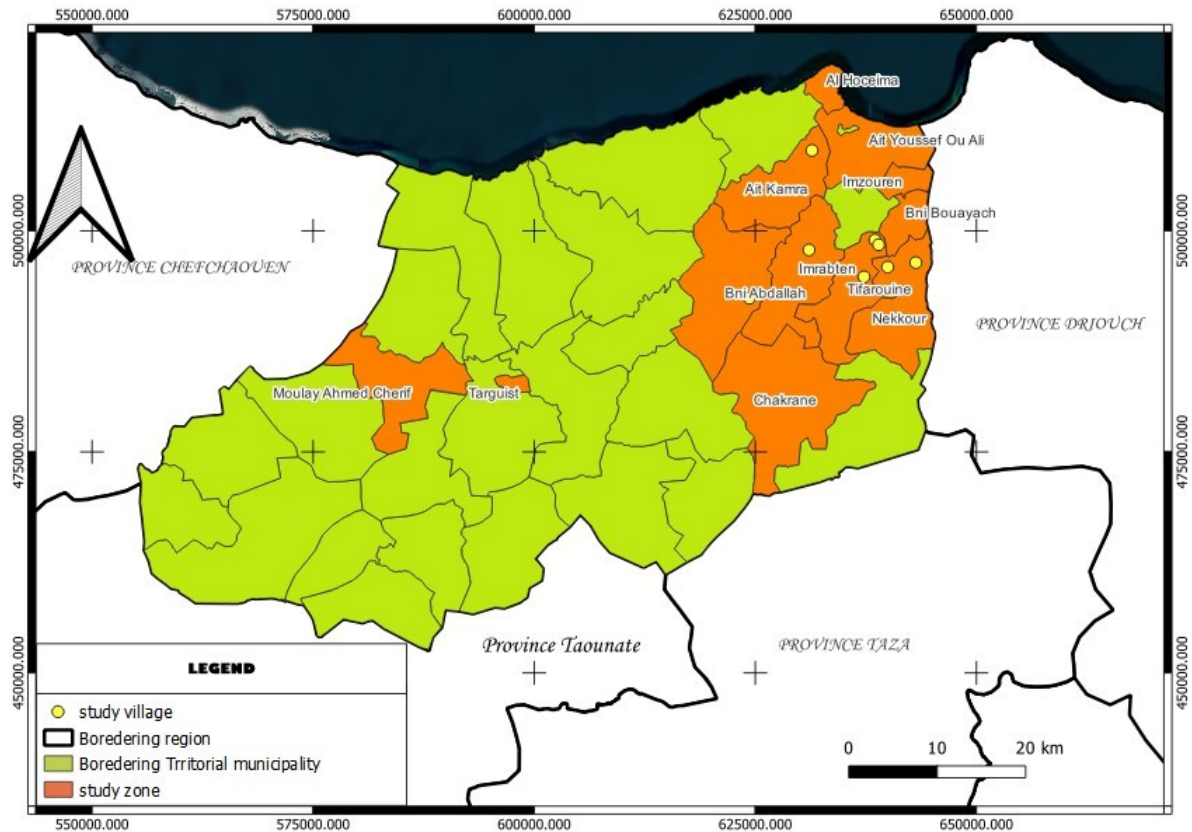 550000.000 575000.000 600000.000 625000.000 650000.000
Al Hoceima
Ait Youssef Ou Ali
Imzouren
Ait Kamra
Bni Bouayach
500000.000 500000.000
PROVINCE CHEFCHAOUEN
Imrabten
Tifarouine
Bni Abdallah
Nekkour
PROVINCE DRIOUCH
Moulay Ahmed Cherif
Targuist
Chakrane
475000.000 475000.000
Province Taounate
PROVINCE TAZA
450000.000 450000.000
LEGEND
study village
Boredering region
Boredering Trritorial municipality
study zone
0 10 20 km
550000.000 575000.000 600000.000 625000.000 650000.000